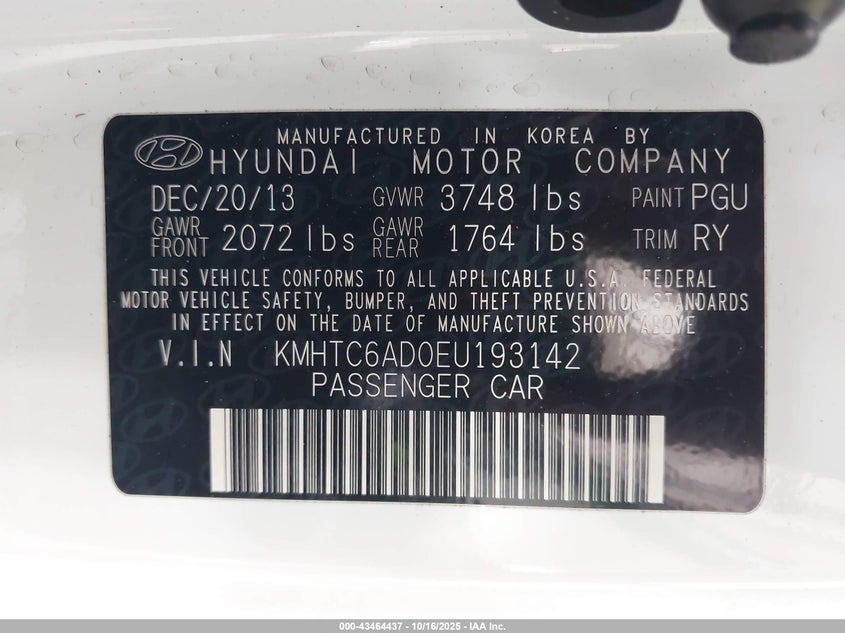 MANUFACTURED IN KOREA BY
HYUNDAI MOTOR COMPANY
DEC/20/13 GVWR 3748 lbs PAINT PGU
GAWR FRONT 2072 lbs GAWR REAR 1764 lbs TRIM RY
THIS VEHICLE CONFORMS TO ALL APPLICABLE U.S.A. FEDERAL
MOTOR VEHICLE SAFETY, BUMPER, AND THEFT PREVENTION STANDARDS
IN EFFECT ON THE DATE OF MANUFACTURE SHOWN ABOVE
V.I.N KMHTC6AD0EU193142
PASSENGER CAR
000-43464437 - 10/16/2025 - IAA Inc.